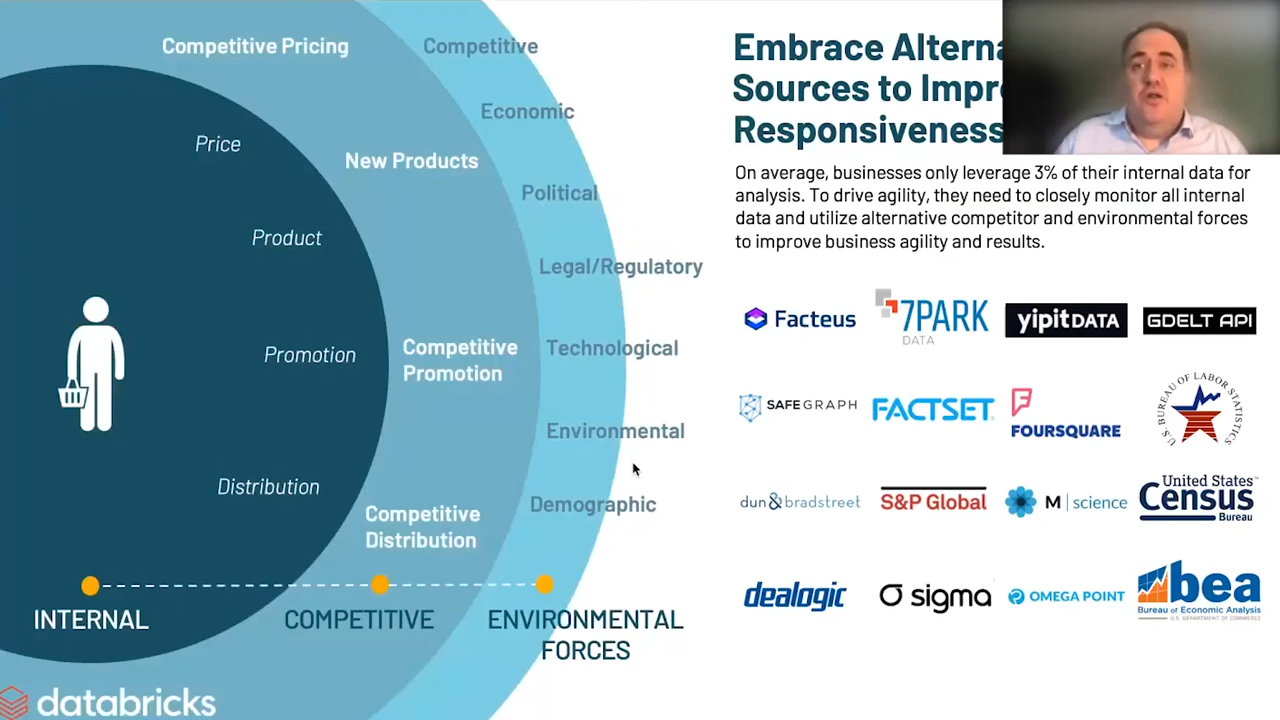 Competitive Pricing
Competitive
Economic
Price
New Products
Political
Product
Legal/Regulatory
Promotion
Competitive
Promotion
Technological
Environmental
Distribution
Competitive
Distribution
Demographic
INTERNAL
COMPETITIVE
ENVIRONMENTAL
FORCES
databricks
Embrace Alterna
Sources to Impr
Responsiveness
On average, businesses only leverage 3% of their internal data for
analysis. To drive agility, they need to closely monitor all internal
data and utilize alternative competitor and environmental forces
to improve business agility and results.
Facteus
7PARK
DATA
yipitDATA
GDELT API
SAFEGRAPH
FACTSET
FOURSQUARE
U.S. BUREAU OF LABOR STATISTICS
dun & bradstreet
S&P Global
M | science
United States™
Census
Bureau
dealogic
sigma
OMEGA POINT
bea
Bureau of Economic Analysis
U.S. DEPARTMENT OF COMMERCE